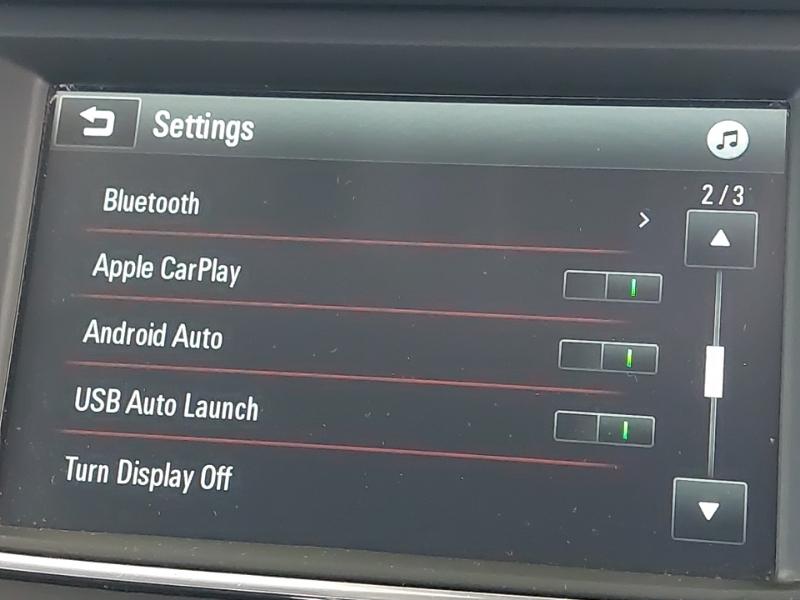 Settings
2/3
Bluetooth
Apple CarPlay
Android Auto
USB Auto Launch
Turn Display Off